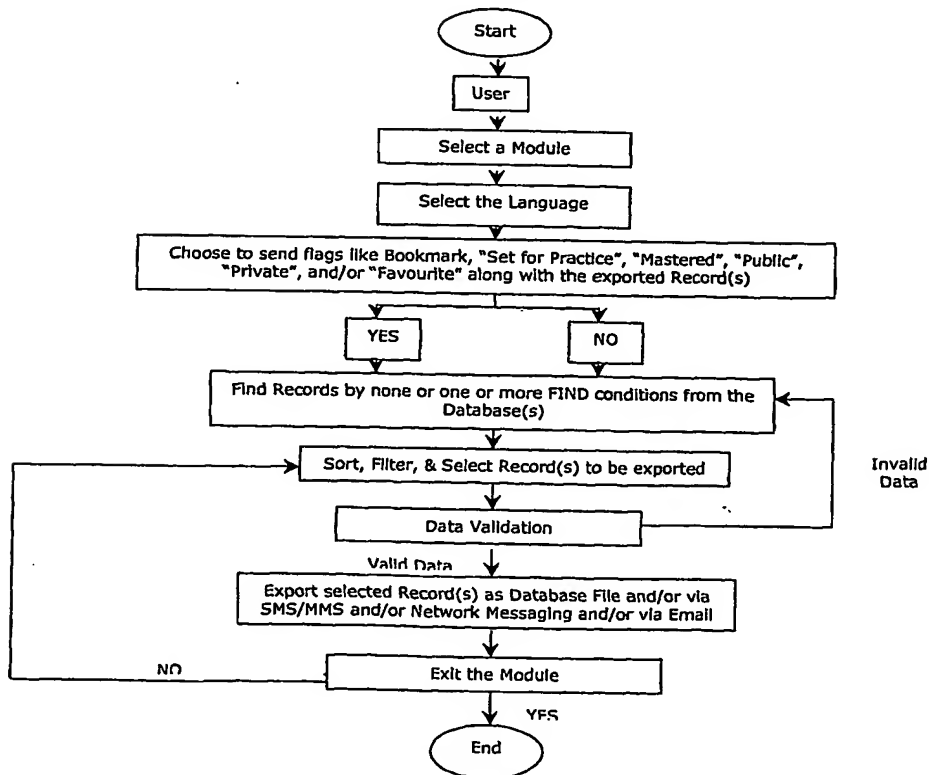 Start
User
Select a Module
Select the Language
Choose to send flags like Bookmark, “Set for Practice”, “Mastered”, “Public”,
“Private”, and/or “Favourite” along with the exported Record(s)
YES
NO
Find Records by none or one or more FIND conditions from the
Database(s)
Sort, Filter, & Select Record(s) to be exported
Invalid
Data
Data Validation
Valid Data
Export selected Record(s) as Database File and/or via
SMS/MMS and/or Network Messaging and/or via Email
NO
Exit the Module
YES
End